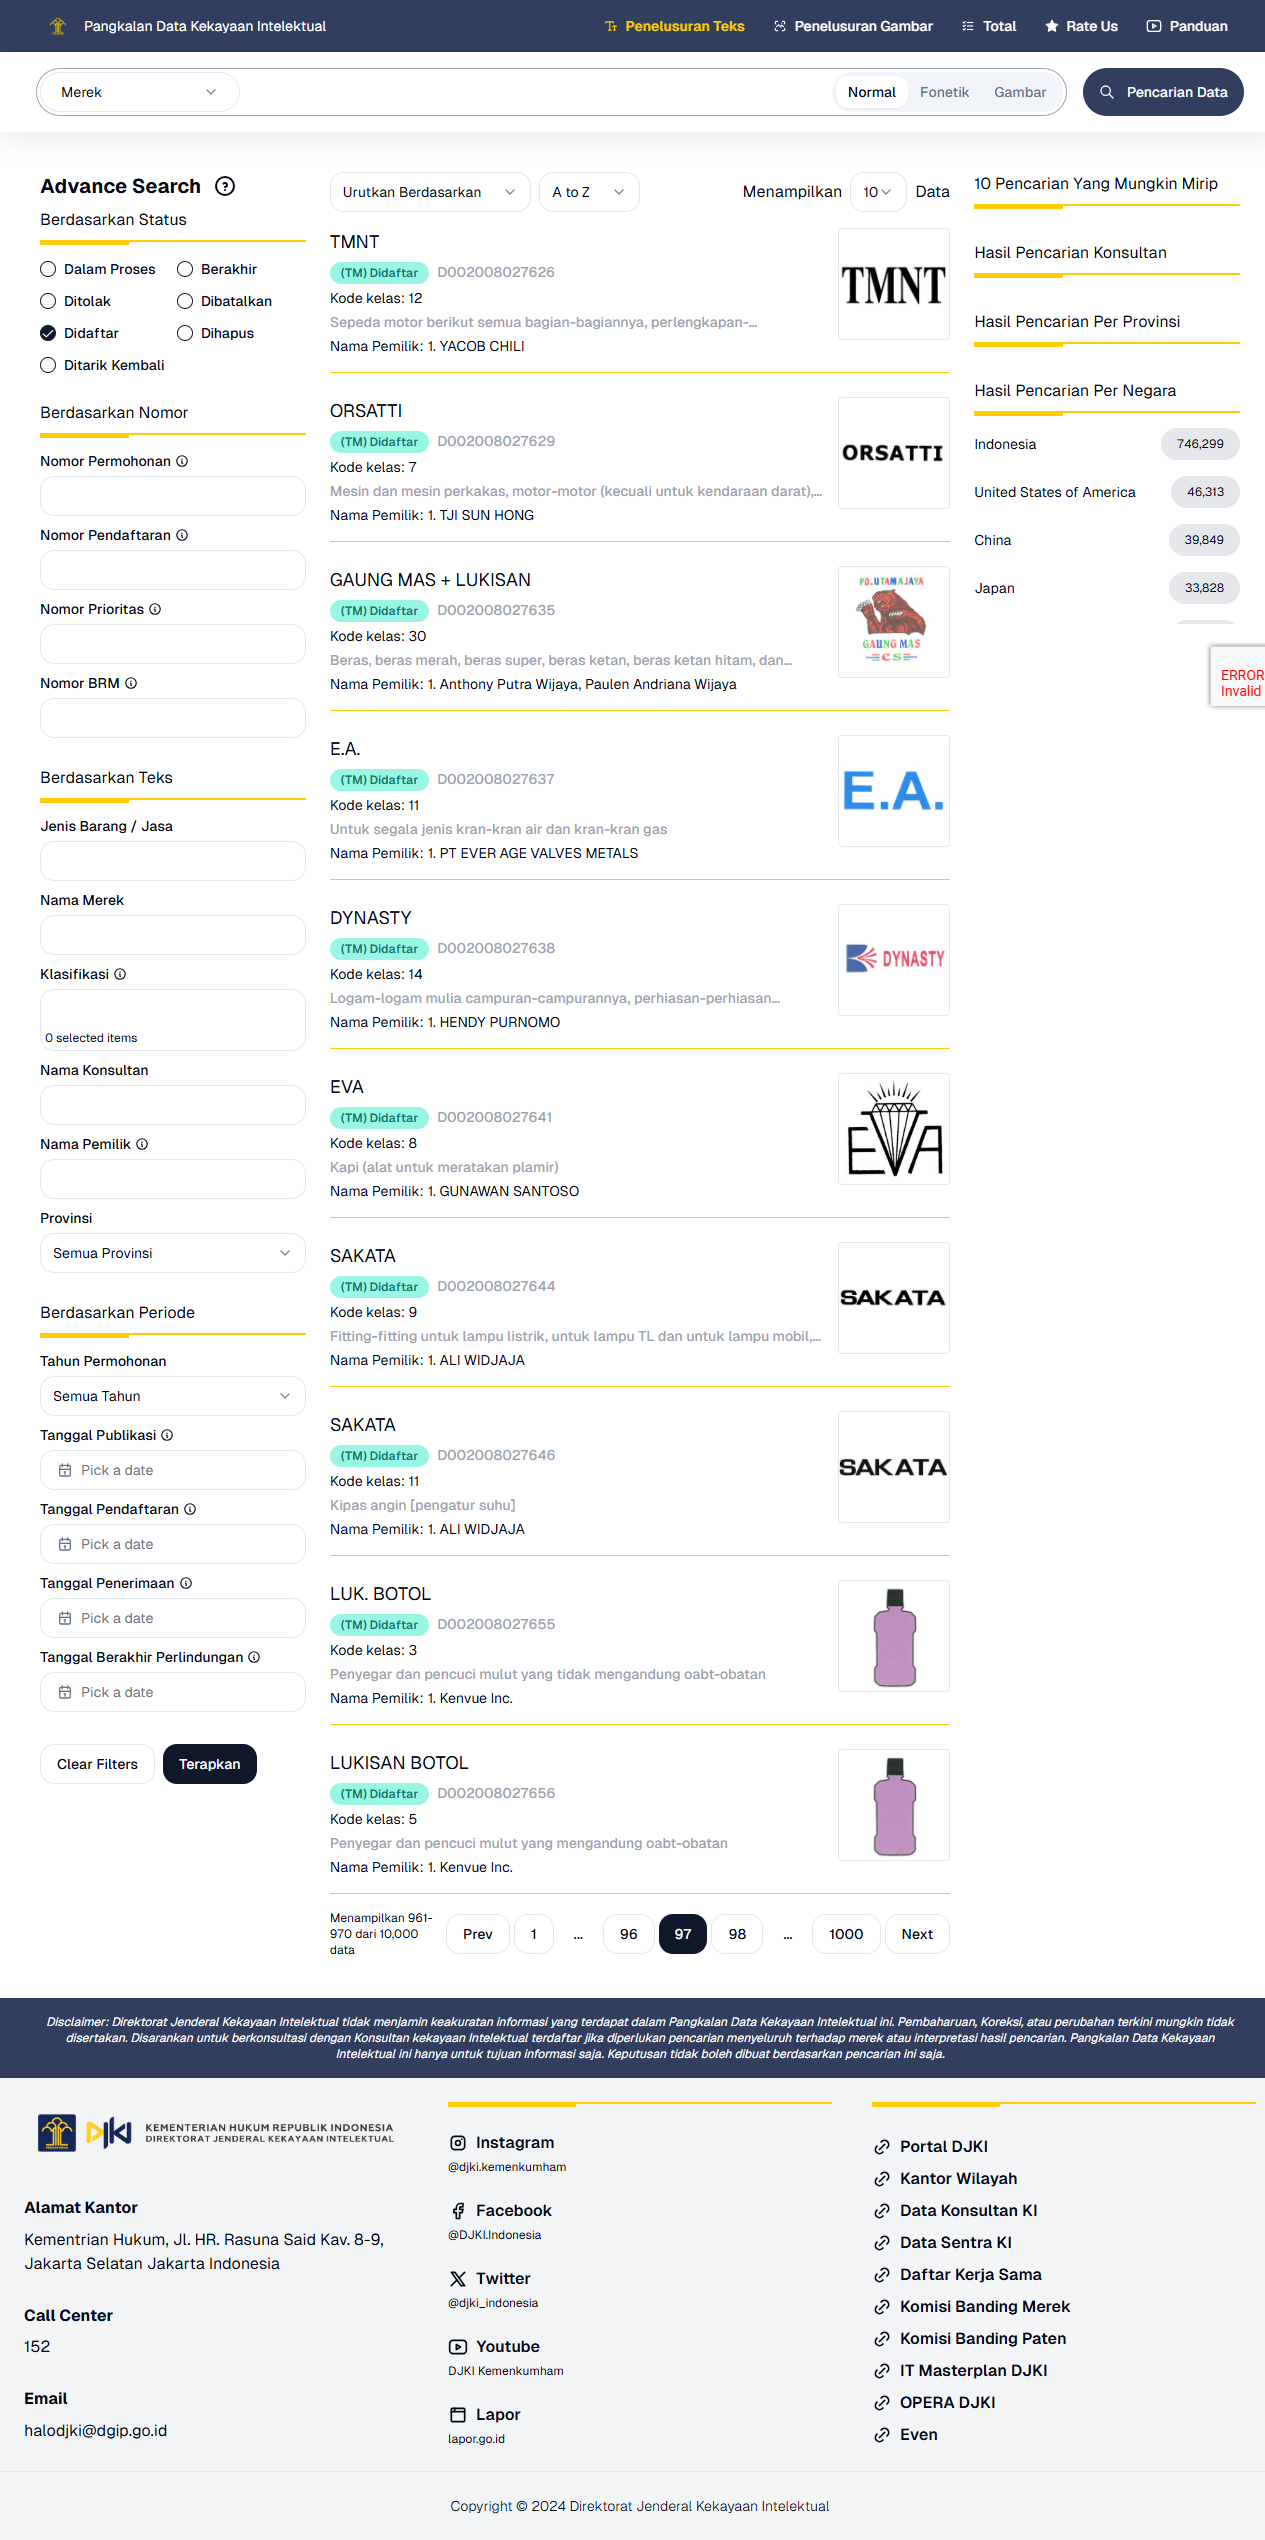 Pangkalan Data Kekayaan Intelektual
Penelusuran Teks
Penelusuran Gambar
Total
Rate Us
Panduan
Merek
Normal
Fonetik
Gambar
Pencarian Data
Advance Search
Berdasarkan Status
Dalam Proses
Berakhir
Ditolak
Dibatalkan
Didaftar
Dihapus
Ditarik Kembali
Berdasarkan Nomor
Nomor Permohonan
Nomor Pendaftaran
Nomor Prioritas
Nomor BRM
Berdasarkan Teks
Jenis Barang / Jasa
Nama Merek
Klasifikasi
0 selected items
Nama Konsultan
Nama Pemilik
Provinsi
Semua Provinsi
Berdasarkan Periode
Tahun Permohonan
Semua Tahun
Tanggal Publikasi
Pick a date
Tanggal Pendaftaran
Pick a date
Tanggal Penerimaan
Pick a date
Tanggal Berakhir Perlindungan
Pick a date
Clear Filters
Terapkan
Urutkan Berdasarkan
A to Z
Menampilkan
10
Data
TMNT
(TM) Didaftar D002008027626
Kode kelas: 12
Sepeda motor berikut semua bagian-bagiannya, perlengkapan-...
Nama Pemilik: 1. YACOB CHILI
TMNT
ORSATTI
(TM) Didaftar D002008027629
Kode kelas: 7
Mesin dan mesin perkakas, motor-motor (kecuali untuk kendaraan darat),...
Nama Pemilik: 1. TJI SUN HONG
ORSATTI
GAUNG MAS + LUKISAN
(TM) Didaftar D002008027635
Kode kelas: 30
Beras, beras merah, beras super, beras ketan, beras ketan hitam, dan...
Nama Pemilik: 1. Anthony Putra Wijaya, Paulen Andriana Wijaya
PD. UTAMA JAYA
GAUNG MAS
CS
E.A.
(TM) Didaftar D002008027637
Kode kelas: 11
Untuk segala jenis kran-kran air dan kran-kran gas
Nama Pemilik: 1. PT EVER AGE VALVES METALS
E.A.
DYNASTY
(TM) Didaftar D002008027638
Kode kelas: 14
Logam-logam mulia campuran-campurannya, perhiasan-perhiasan...
Nama Pemilik: 1. HENDY PURNOMO
DYNASTY
EVA
(TM) Didaftar D002008027641
Kode kelas: 8
Kapi (alat untuk meratakan plamir)
Nama Pemilik: 1. GUNAWAN SANTOSO
EVA
SAKATA
(TM) Didaftar D002008027644
Kode kelas: 9
Fitting-fitting untuk lampu listrik, untuk lampu TL dan untuk lampu mobil,...
Nama Pemilik: 1. ALI WIDJAJA
SAKATA
SAKATA
(TM) Didaftar D002008027646
Kode kelas: 11
Kipas angin [pengatur suhu]
Nama Pemilik: 1. ALI WIDJAJA
SAKATA
LUK. BOTOL
(TM) Didaftar D002008027655
Kode kelas: 3
Penyegar dan pencuci mulut yang tidak mengandung oabt-obatan
Nama Pemilik: 1. Kenvue Inc.
LUKISAN BOTOL
(TM) Didaftar D002008027656
Kode kelas: 5
Penyegar dan pencuci mulut yang mengandung oabt-obatan
Nama Pemilik: 1. Kenvue Inc.
Menampilkan 961-
970 dari 10,000
data
Prev 1 ... 96 97 98 ... 1000 Next
10 Pencarian Yang Mungkin Mirip
Hasil Pencarian Konsultan
Hasil Pencarian Per Provinsi
Hasil Pencarian Per Negara
Indonesia 746,299
United States of America 46,313
China 39,849
Japan 33,828
ERROR
Invalid
Disclaimer: Direktorat Jenderal Kekayaan Intelektual tidak menjamin keakuratan informasi yang terdapat dalam Pangkalan Data Kekayaan Intelektual ini. Pembaharuan, Koreksi, atau perubahan terkini mungkin tidak
disertakan. Disarankan untuk berkonsultasi dengan Konsultan kekayaan Intelektual terdaftar jika diperlukan pencarian menyeluruh terhadap merek atau interpretasi hasil pencarian. Pangkalan Data Kekayaan
Intelektual ini hanya untuk tujuan informasi saja. Keputusan tidak boleh dibuat berdasarkan pencarian ini saja.
DJKI
KEMENTERIAN HUKUM REPUBLIK INDONESIA
DIREKTORAT JENDERAL KEKAYAAN INTELEKTUAL
Alamat Kantor
Kementrian Hukum, Jl. HR. Rasuna Said Kav. 8-9,
Jakarta Selatan Jakarta Indonesia
Call Center
152
Email
halodjki@dgip.go.id
Instagram
@djki.kemenkumham
Facebook
@DJKI.Indonesia
Twitter
@djki_indonesia
Youtube
DJKI Kemenkumham
Lapor
lapor.go.id
Portal DJKI
Kantor Wilayah
Data Konsultan KI
Data Sentra KI
Daftar Kerja Sama
Komisi Banding Merek
Komisi Banding Paten
IT Masterplan DJKI
OPERA DJKI
Even
Copyright © 2024 Direktorat Jenderal Kekayaan Intelektual